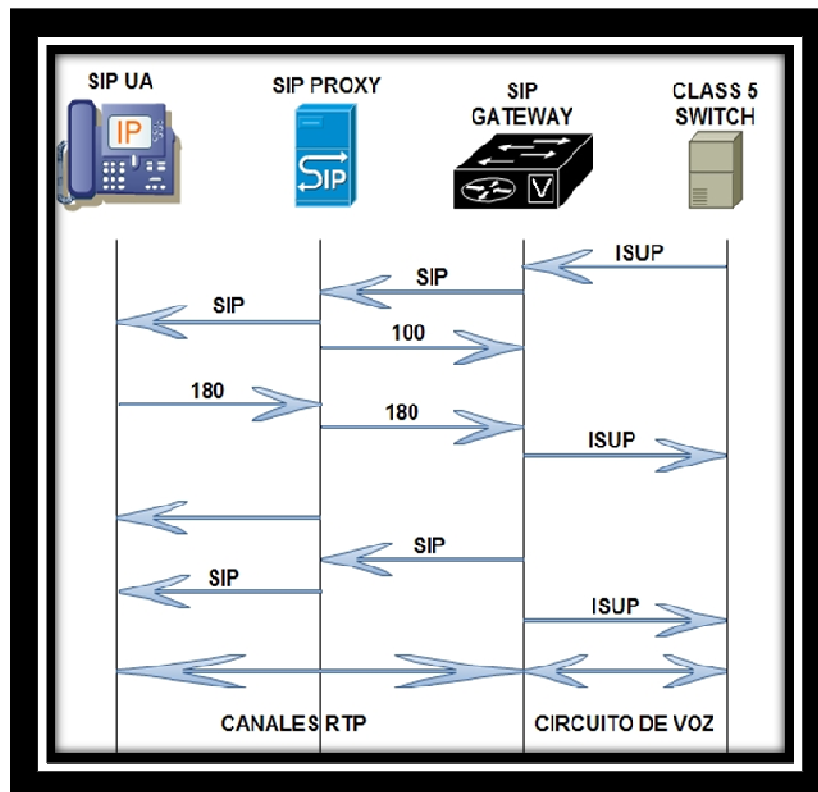 SIP UA
SIP PROXY
SIP
GATEWAY
CLASS 5
SWITCH
IP
SIP
V
ISUP
SIP
SIP
100
180
180
ISUP
SIP
SIP
ISUP
CANALES RTP
CIRCUITO DE VOZ